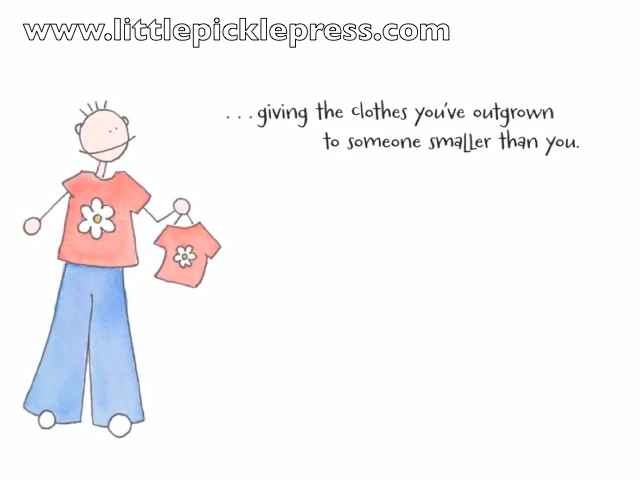 www.littlepicklepress.com
...giving the clothes you've outgrown
to someone smaller than you.